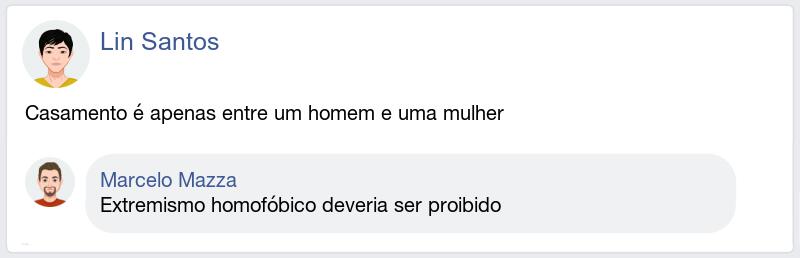 Lin Santos
Casamento é apenas entre um homem e uma mulher
Marcelo Mazza
Extremismo homofóbico deveria ser proibido